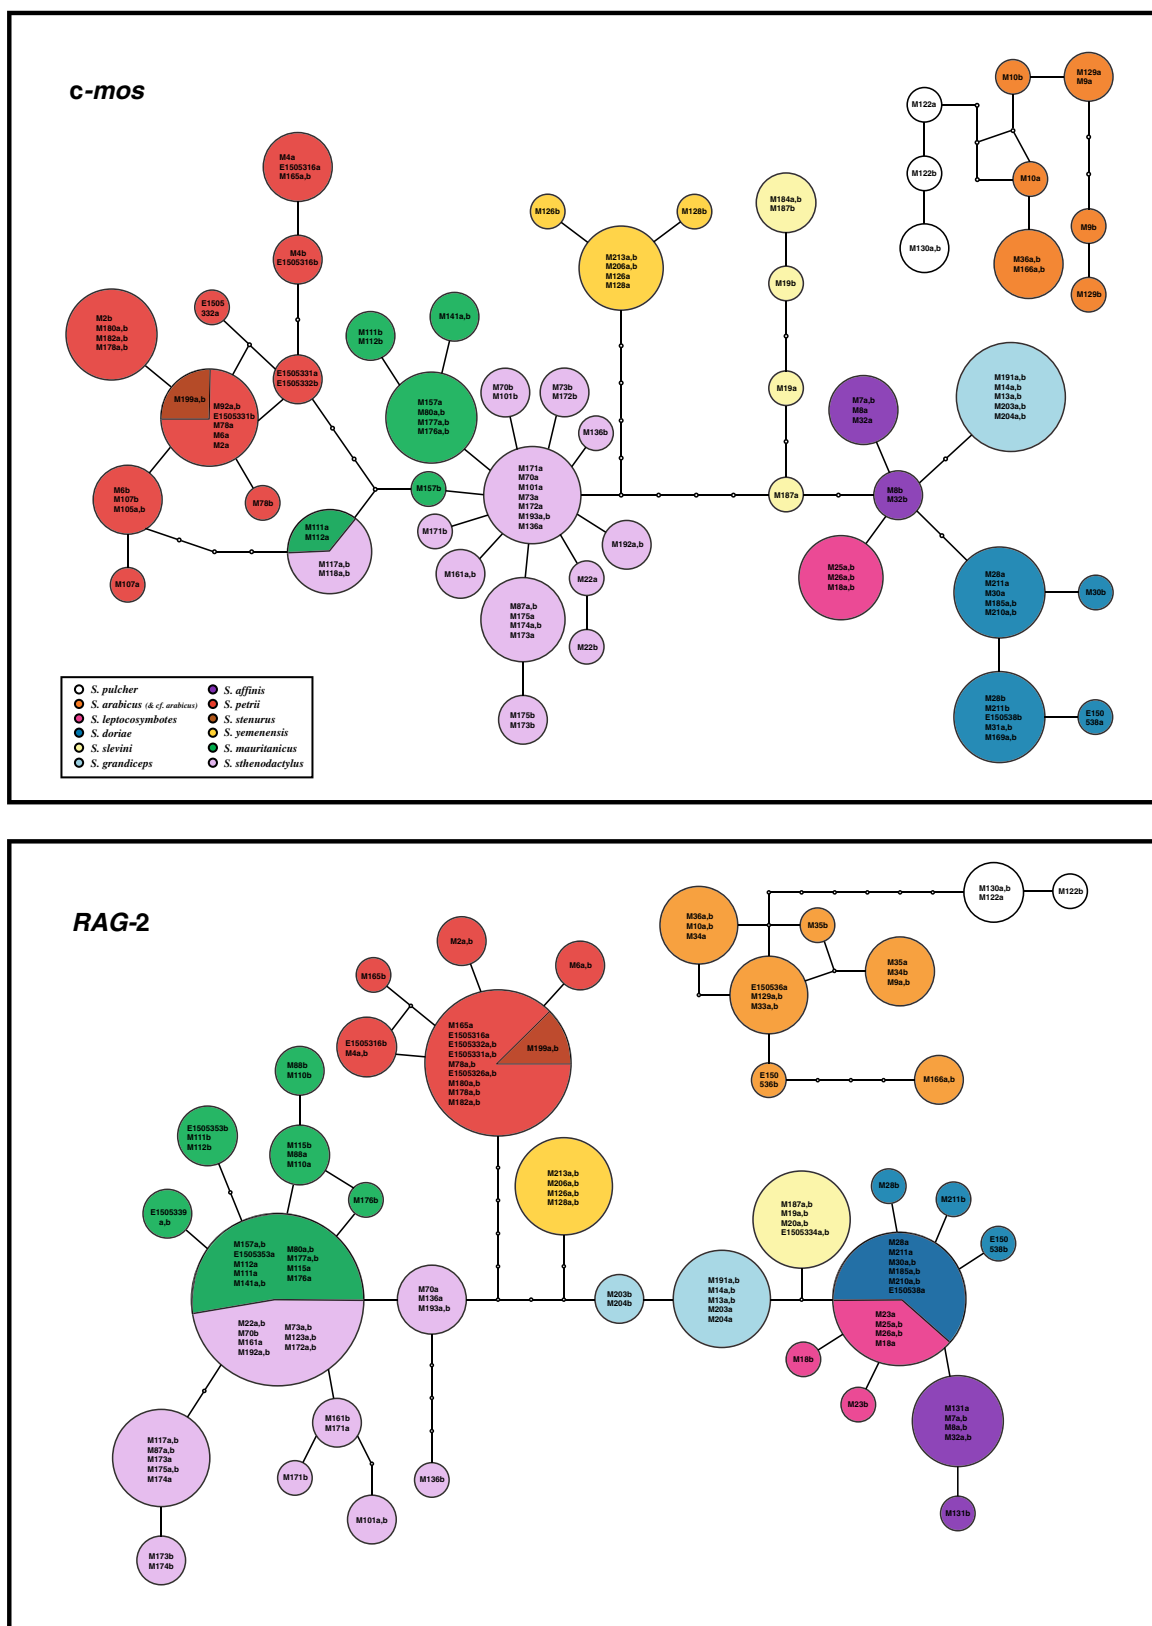 c-mos
M4a
E1505316a
M165a,b
M4b
E1505316b
E1505
332a
M2b
M180a,b
M182a,b
M178a,b
E1505331a
E1505332b
M199a,b
M92a,b
E1505331b
M78a
M6a
M2a
M6b
M107b
M105a,b
M78b
M107a
M111a
M112a
M117a,b
M118a,b
M111b
M112b
M141a,b
M157a
M80a,b
M177a,b
M176a,b
M157b
M70b
M101b
M73b
M172b
M136b
M171a
M70a
M101a
M73a
M172a
M193a,b
M136a
M171b
M161a,b
M192a,b
M22a
M22b
M87a,b
M175a
M174a,b
M173a
M175b
M173b
M126b
M128b
M213a,b
M206a,b
M126a
M128a
M184a,b
M187b
M19b
M19a
M187a
M122a
M122b
M130a,b
M10b
M129a
M9a
M10a
M36a,b
M166a,b
M9b
M129b
M7a,b
M8a
M32a
M191a,b
M14a,b
M13a,b
M203a,b
M204a,b
M8b
M32b
M25a,b
M26a,b
M18a,b
M28a
M211a
M30a
M185a,b
M210a,b
M30b
M28b
M211b
E150538b
M31a,b
M169a,b
E150
538a
S. pulcher
S. arabicus (& cf. arabicus)
S. leptocosymbotes
S. doriae
S. slevini
S. grandiceps
S. affinis
S. petrii
S. stenurus
S. yemenensis
S. mauritanicus
S. sthenodactylus
RAG-2
M2a,b
M6a,b
M165b
E1505316b
M4a,b
M165a
E1505316a
E1505332a,b
E1505331a,b
M78a,b
E1505326a,b
M180a,b
M178a,b
M182a,b
M199a,b
M36a,b
M10a,b
M34a
M35b
M35a
M34b
M9a,b
E150536a
M129a,b
M33a,b
E150
536b
M166a,b
M130a,b
M122a
M122b
M88b
M110b
E1505353b
M111b
M112b
M115b
M88a
M110a
M176b
E1505339
a,b
M157a,b
E1505353a
M112a
M111a
M141a,b
M80a,b
M177a,b
M115a
M176a
M22a,b
M70b
M161a
M192a,b
M73a,b
M123a,b
M172a,b
M70a
M136a
M193a,b
M136b
M117a,b
M87a,b
M173a
M175a,b
M174a
M173b
M174b
M161b
M171a
M171b
M101a,b
M213a,b
M206a,b
M126a,b
M128a,b
M203b
M204b
M191a,b
M14a,b
M13a,b
M203a
M204a
M187a,b
M19a,b
M20a,b
E1505334a,b
M28b
M211b
E150
538b
M28a
M211a
M30a,b
M185a,b
M210a,b
E150538a
M23a
M25a,b
M26a,b
M18a
M18b
M23b
M131a
M7a,b
M8a,b
M32a,b
M131b